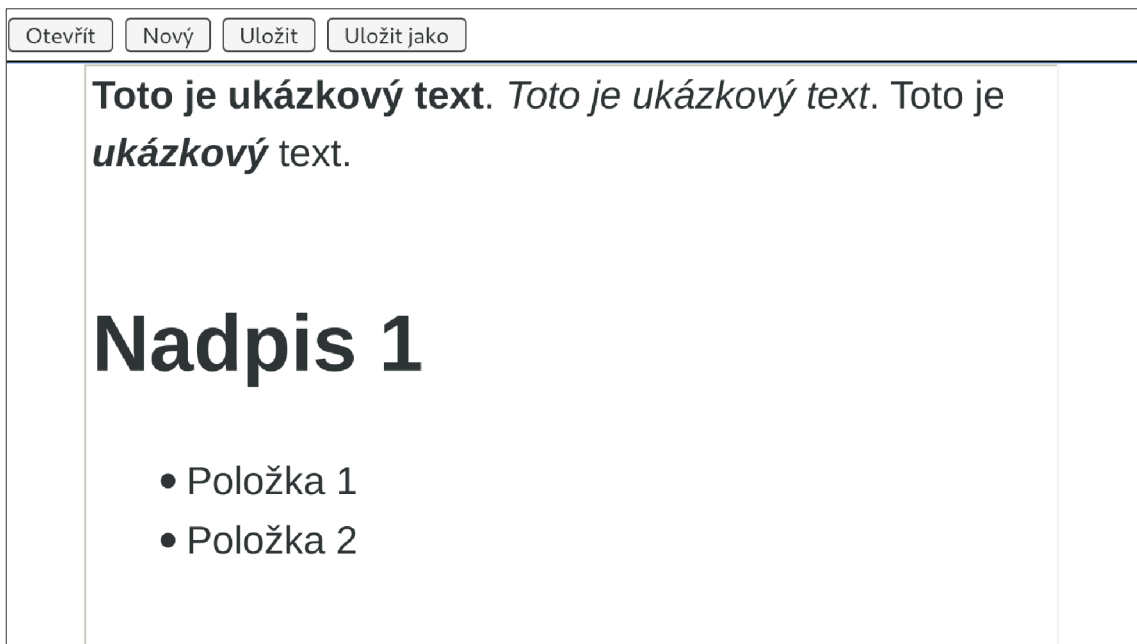 Otevřít Nový Uložit Uložit jako
Toto je ukázkový text. Toto je ukázkový text. Toto je
ukázkový text.
Nadpis 1
• Položka 1
• Položka 2